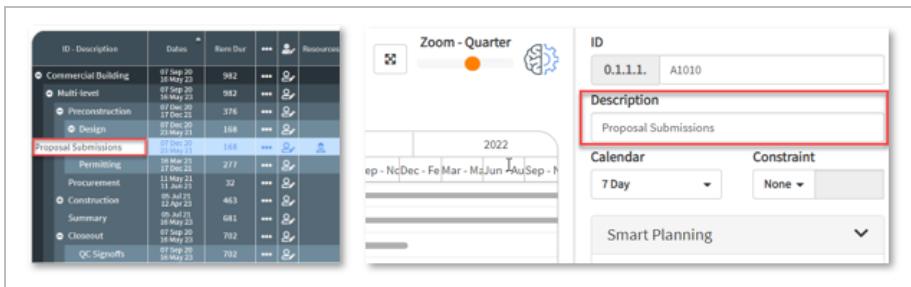 ID - Description Dates Rem Dur Resources
Commercial Building 07 Sep 20 16 May 23 982
Multi-level 07 Sep 20 16 May 23 982
Preconstruction 07 Dec 20 17 Dec 21 376
Design 07 Dec 20 23 May 21 168
Proposal Submissions 07 Dec 20 23 May 21 168
Permitting 16 Mar 21 17 Dec 21 277
Procurement 11 May 21 11 Jun 21 32
Construction 05 Jul 21 12 Apr 23 463
Summary 05 Jul 21 16 May 23 681
Closeout 07 Sep 20 16 May 23 702
QC Signoffs 07 Sep 20 16 May 23 702
Zoom - Quarter
2022
ep - No Dec - Fe Mar - Ma Jun - Au Sep - N
ID
0.1.1.1. A1010
Description
Proposal Submissions
Calendar Constraint
7 Day None
Smart Planning